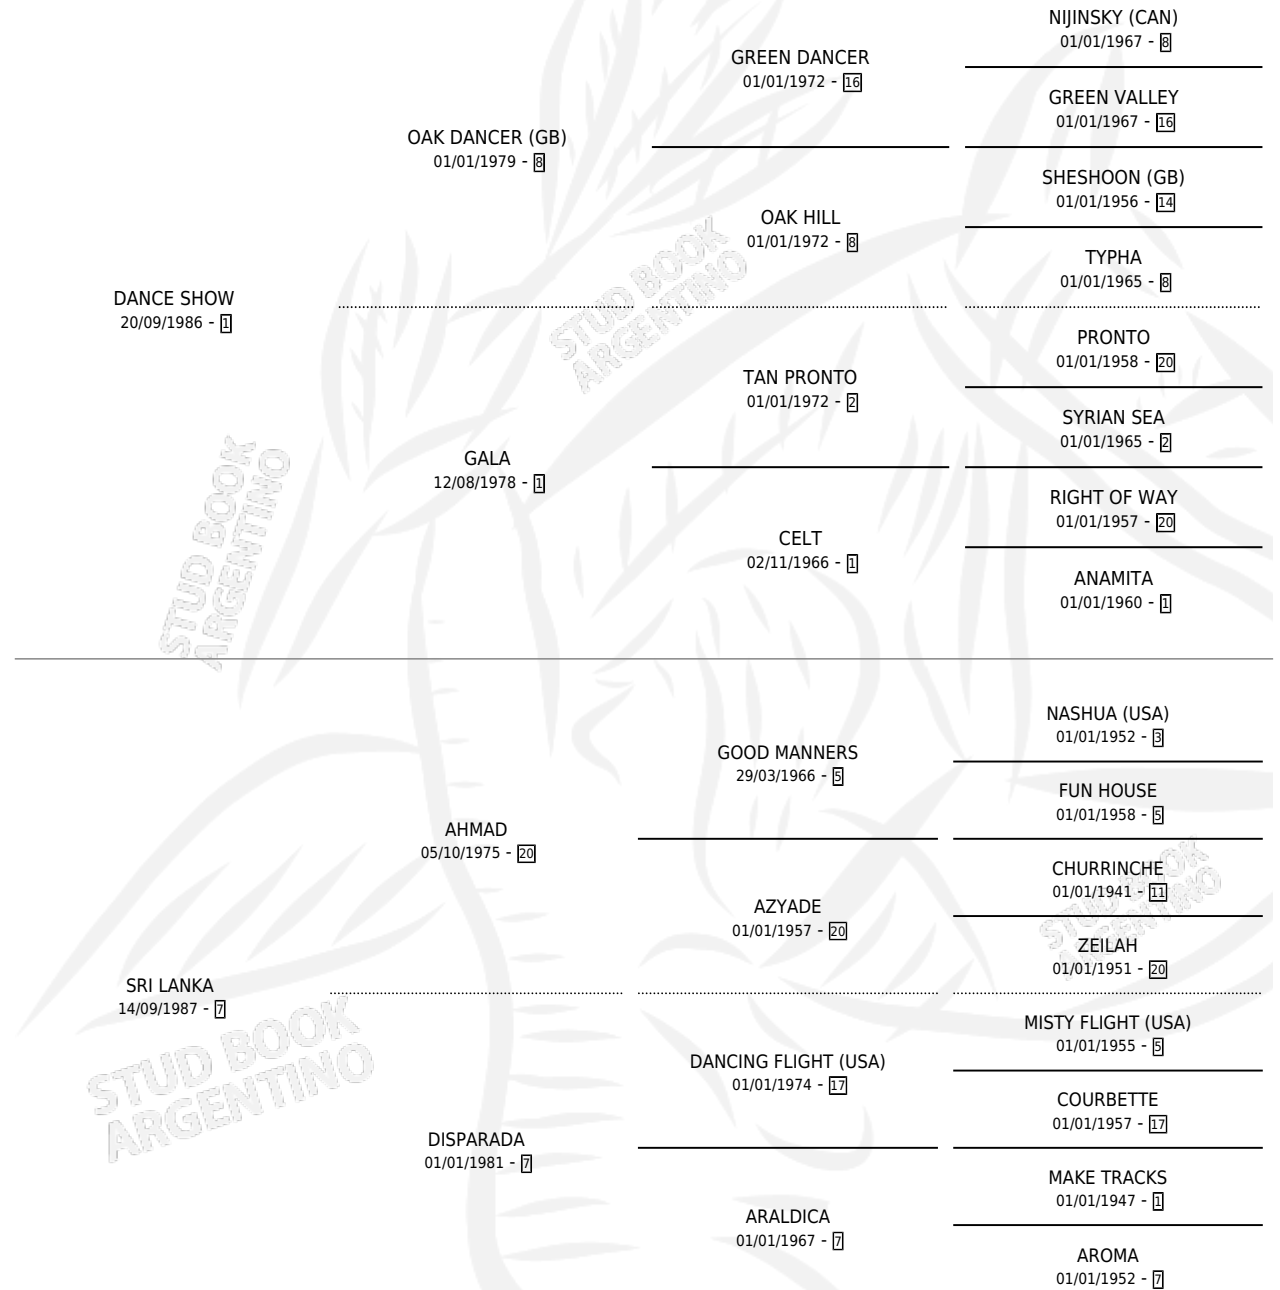 NIJINSKY (CAN)
01/01/1967 - 8
GREEN DANCER
01/01/1972 - 16
GREEN VALLEY
01/01/1967 - 16
OAK DANCER (GB)
01/01/1979 - 8
SHESHOON (GB)
01/01/1956 - 14
OAK HILL
01/01/1972 - 8
TYPHA
01/01/1965 - 8
DANCE SHOW
20/09/1986 - 1
PRONTO
01/01/1958 - 20
TAN PRONTO
01/01/1972 - 2
SYRIAN SEA
01/01/1965 - 2
GALA
12/08/1978 - 1
RIGHT OF WAY
01/01/1957 - 20
CELT
02/11/1966 - 1
ANAMITA
01/01/1960 - 1
NASHUA (USA)
01/01/1952 - 3
GOOD MANNERS
29/03/1966 - 5
FUN HOUSE
01/01/1958 - 5
AHMAD
05/10/1975 - 20
CHURRINCHE
01/01/1941 - 11
AZYADE
01/01/1957 - 20
ZEILAH
01/01/1951 - 20
SRI LANKA
14/09/1987 - 7
MISTY FLIGHT (USA)
01/01/1955 - 5
DANCING FLIGHT (USA)
01/01/1974 - 17
COURBETTE
01/01/1957 - 17
DISPARADA
01/01/1981 - 7
MAKE TRACKS
01/01/1947 - 1
ARALDICA
01/01/1967 - 7
AROMA
01/01/1952 - 7
STUD BOOK
ARGENTINO
STUD BOOK
ARGENTINO
STUD BOOK
ARGENTINO
STUD BOOK
ARGENTINO